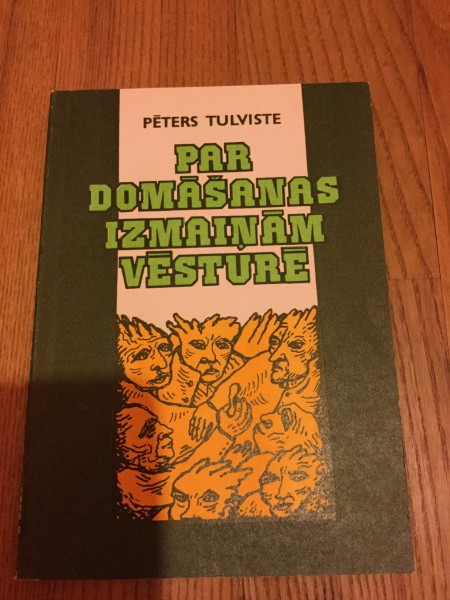 PĒTERS TULVISTE
PAR
DOMĀŠANAS
IZMAIŅĀM
VĒSTURĒ